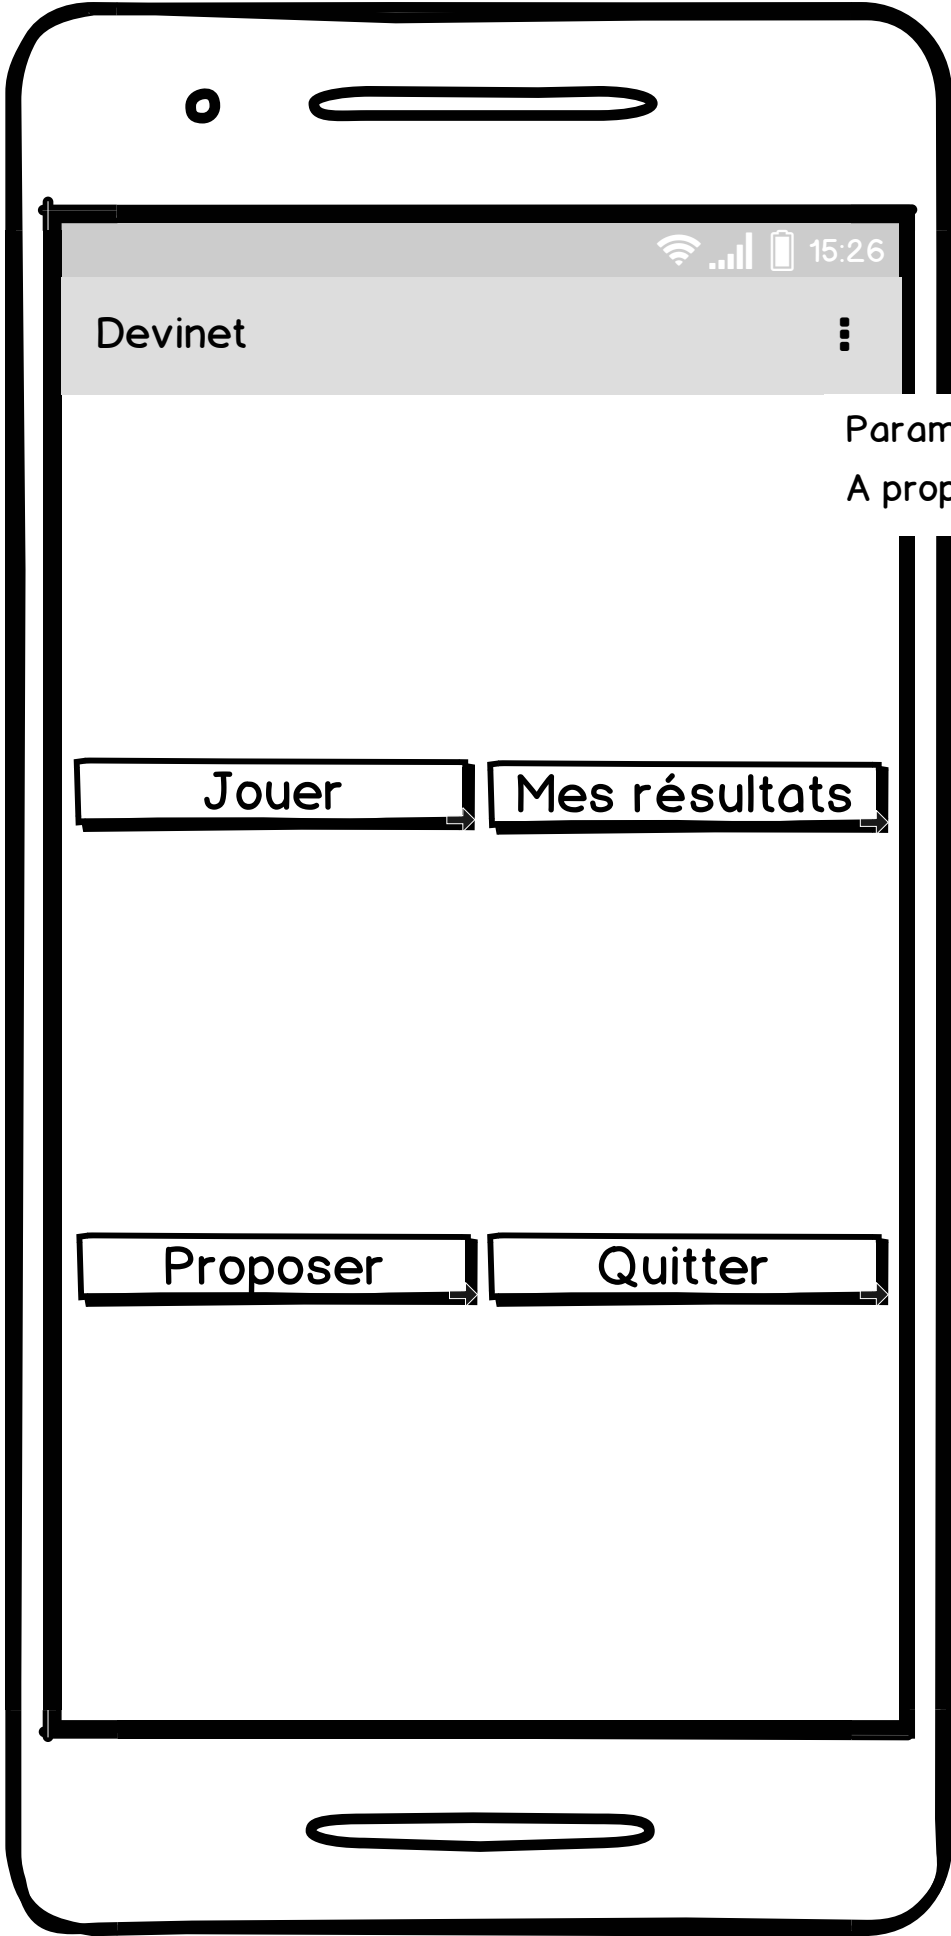 15:26
Devinet
Param
A prop
Jouer
Mes résultats
Proposer
Quitter